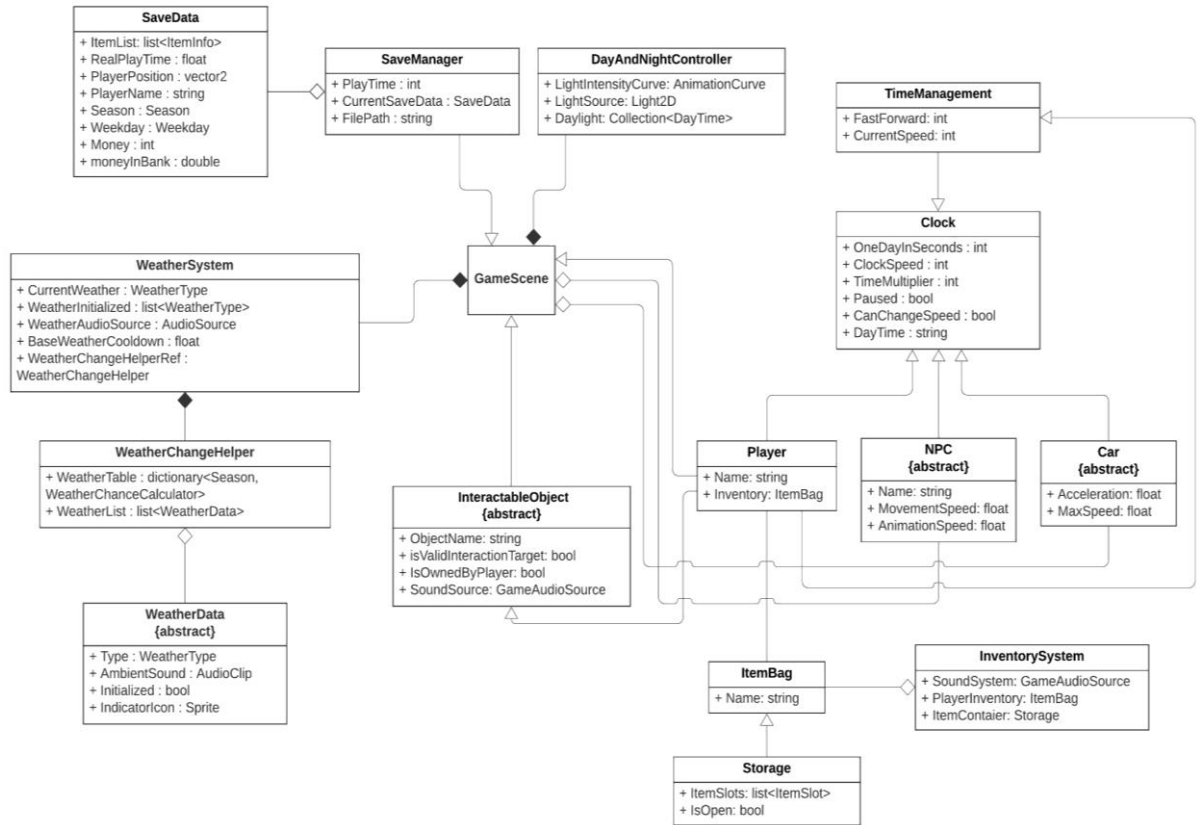 SaveData
+ ItemList: list<ItemInfo>
+ RealPlayTime : float
+ PlayerPosition : vector2
+ PlayerName : string
+ Season : Season
+ Weekday : Weekday
+ Money : int
+ moneyInBank : double
SaveManager
+ PlayTime : int
+ CurrentSaveData : SaveData
+ FilePath : string
DayAndNightController
+ LightIntensityCurve: AnimationCurve
+ LightSource: Light2D
+ Daylight: Collection<DayTime>
TimeManagement
+ FastForward: int
+ CurrentSpeed: int
Clock
+ OneDayInSeconds : int
+ ClockSpeed : int
+ TimeMultiplier : int
+ Paused : bool
+ CanChangeSpeed : bool
+ DayTime : string
GameScene
WeatherSystem
+ CurrentWeather : WeatherType
+ WeatherInitialized : list<WeatherType>
+ WeatherAudioSource : AudioSource
+ BaseWeatherCooldown : float
+ WeatherChangeHelperRef :
WeatherChangeHelper
WeatherChangeHelper
+ WeatherTable : dictionary<Season,
WeatherChanceCalculator>
+ WeatherList : list<WeatherData>
InteractableObject
{abstract}
+ ObjectName: string
+ isValidInteractionTarget: bool
+ IsOwnedByPlayer: bool
+ SoundSource: GameAudioSource
Player
+ Name: string
+ Inventory: ItemBag
NPC
{abstract}
+ Name: string
+ MovementSpeed: float
+ AnimationSpeed: float
Car
{abstract}
+ Acceleration: float
+ MaxSpeed: float
WeatherData
{abstract}
+ Type : WeatherType
+ AmbientSound : AudioClip
+ Initialized : bool
+ IndicatorIcon : Sprite
ItemBag
+ Name: string
InventorySystem
+ SoundSystem: GameAudioSource
+ PlayerInventory: ItemBag
+ ItemContaier: Storage
Storage
+ ItemSlots: list<ItemSlot>
+ IsOpen: bool